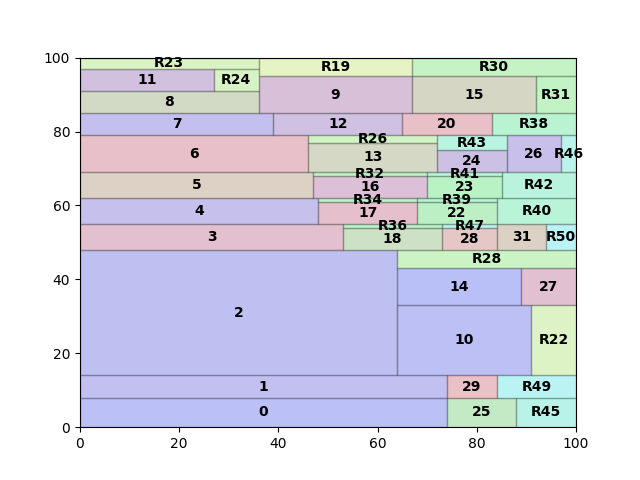 100
R23 R19 R30
11 R24 9 15 R31
8
80
7 12 20 R38
R26 R43
6 13 24 26 R46
R32 R41
5 16 23 R42
60
R34 R39
4 17 22 R40
R36 R47
3 18 28 31 R50
40
R28
2 14 27
20
10 R22
1 29 R49
0 25 R45
0
0 20 40 60 80 100